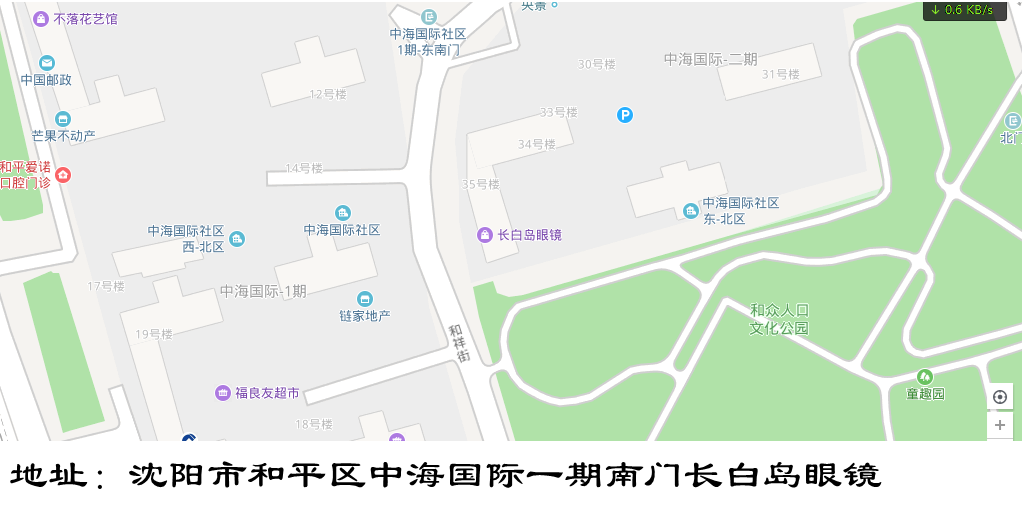 央景
↓ 0.6 KB/s
不落花艺馆
中海国际社区
1期-东南门
中海国际-二期
30号楼
31号楼
中国邮政
12号楼
33号楼
P
芒果不动产
34号楼
北门
和平爱诺
口腔门诊
14号楼
35号楼
中海国际社区
东-北区
中海国际社区
西-北区
中海国际社区
长白岛眼镜
17号楼
中海国际-1期
链家地产
和众人口
文化公园
19号楼
和祥街
福良友超市
童趣园
18号楼
地址：沈阳市和平区中海国际一期南门长白岛眼镜